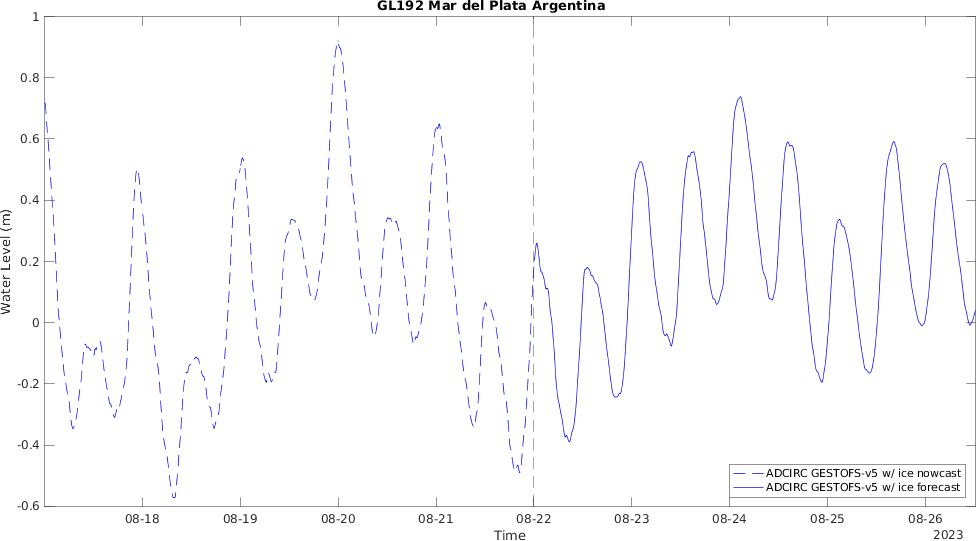 GL192 Mar del Plata Argentina
1
0.8
0.6
0.4
0.2
0
-0.2
-0.4
-0.6
Water Level (m)
08-18 08-19 08-20 08-21 08-22 08-23 08-24 08-25 08-26
Time
2023
ADCIRC GESTOFS-v5 w/ ice nowcast
ADCIRC GESTOFS-v5 w/ ice forecast